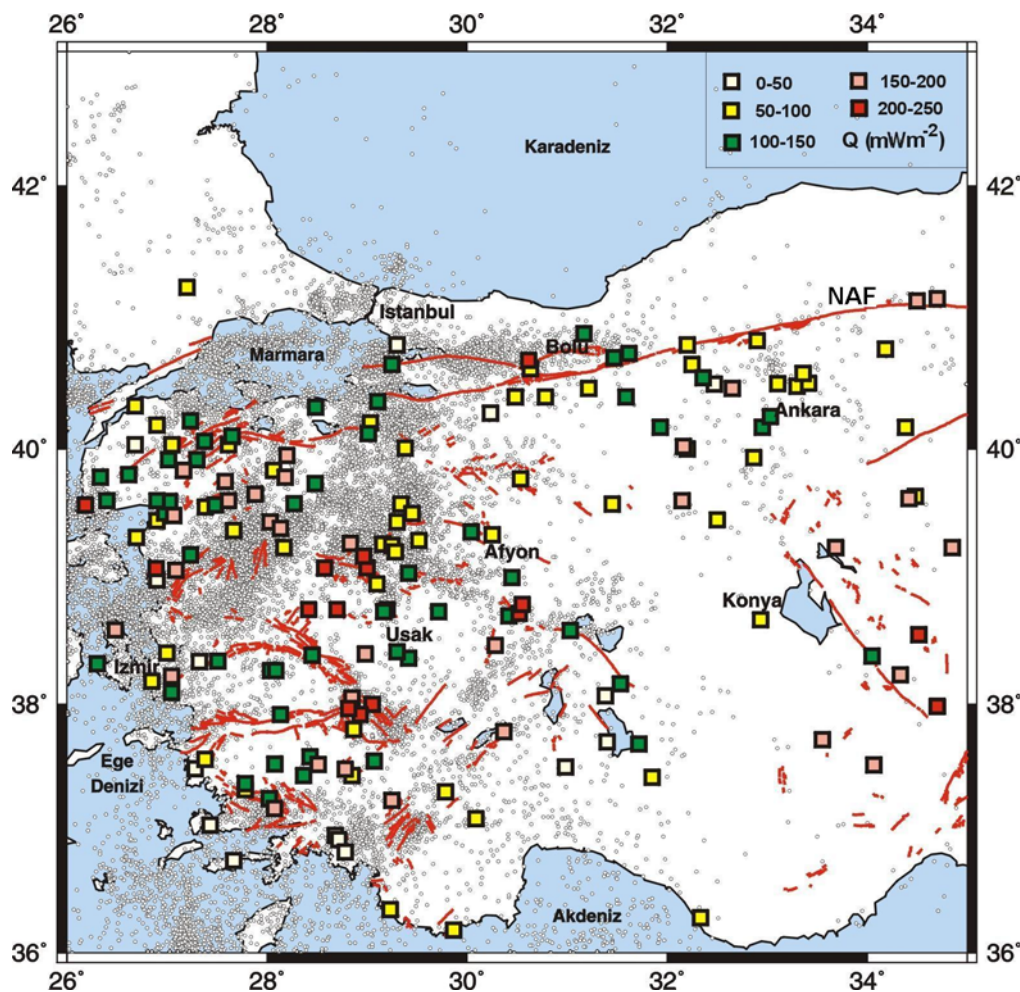 26° 28° 30° 32° 34°
0-50
150-200
50-100
200-250
100-150
Q (mWm-2)
Karadeniz
42° 42°
NAF
Istanbul
Marmara
Bolu
Ankara
40° 40°
Afyon
Konya
Usak
Izmir
38° 38°
Ege
Denizi
Akdeniz
36° 36°
26° 28° 30° 32° 34°